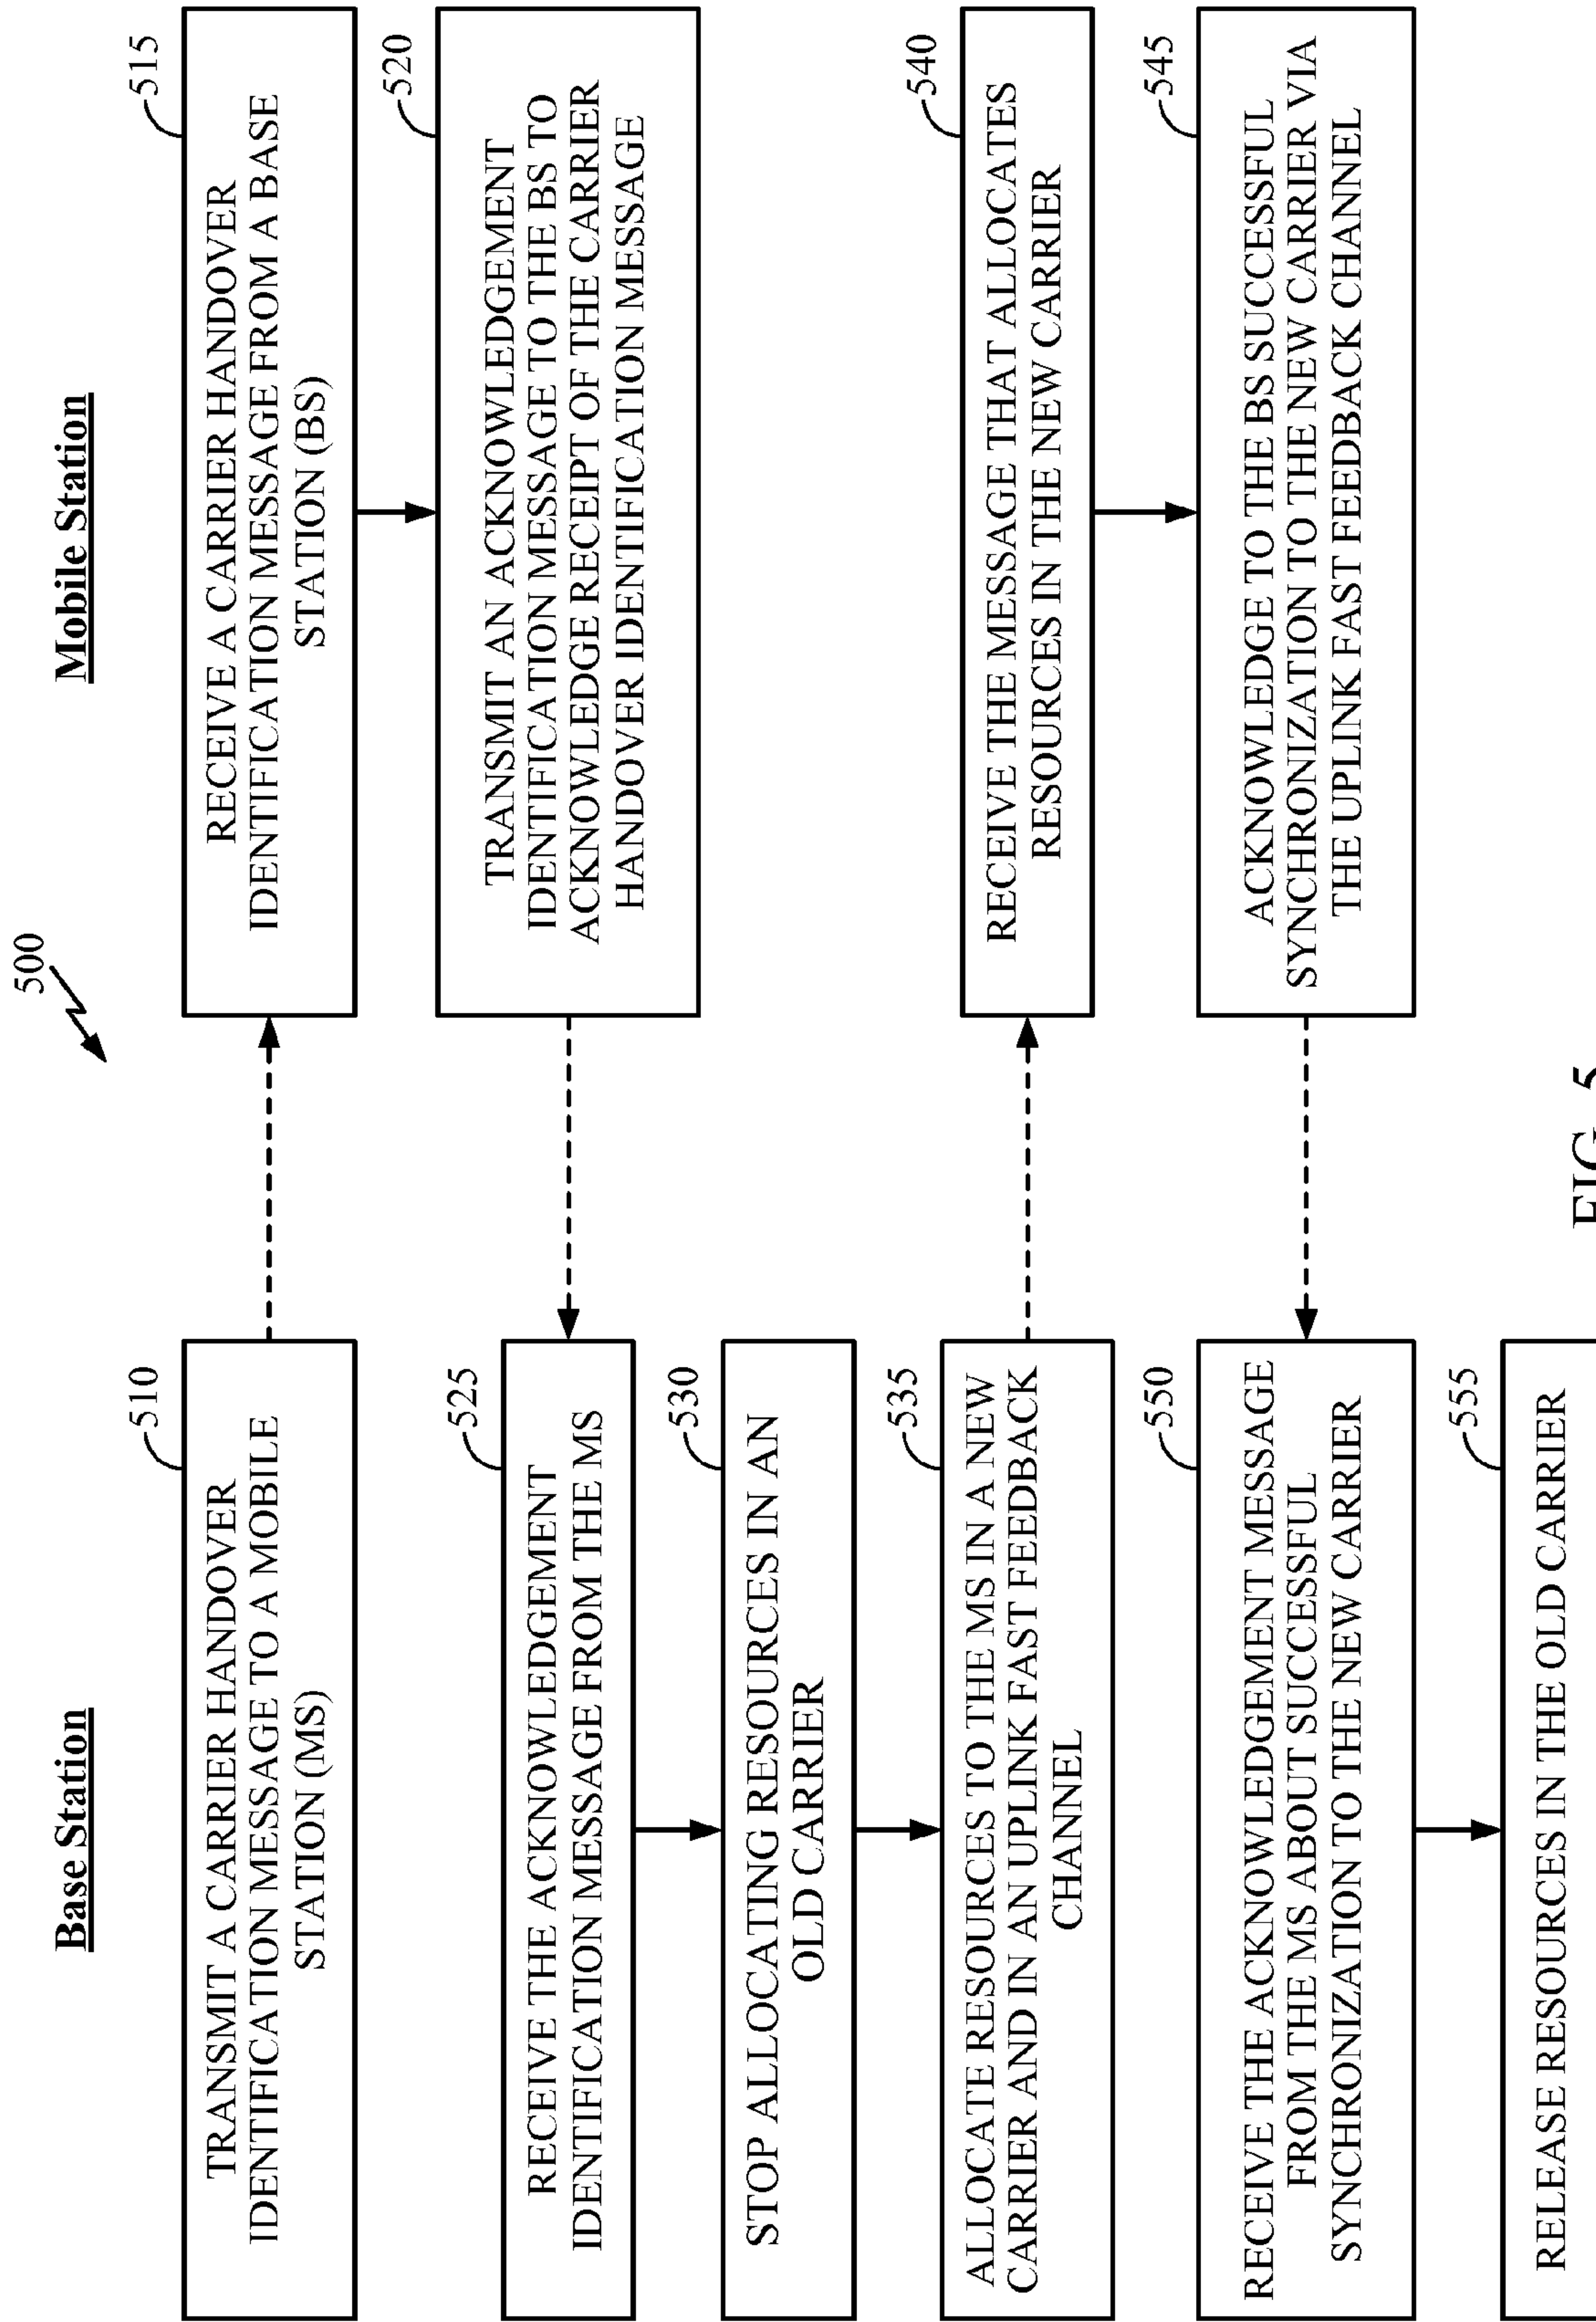 500
Base Station
Mobile Station
510
TRANSMIT A CARRIER HANDOVER
IDENTIFICATION MESSAGE TO A MOBILE
STATION (MS)
515
RECEIVE A CARRIER HANDOVER
IDENTIFICATION MESSAGE FROM A BASE
STATION (BS)
520
TRANSMIT AN ACKNOWLEDGEMENT
IDENTIFICATION MESSAGE TO THE BS TO
ACKNOWLEDGE RECEIPT OF THE CARRIER
HANDOVER IDENTIFICATION MESSAGE
525
RECEIVE THE ACKNOWLEDGEMENT
IDENTIFICATION MESSAGE FROM THE MS
530
STOP ALLOCATING RESOURCES IN AN
OLD CARRIER
535
ALLOCATE RESOURCES TO THE MS IN A NEW
CARRIER AND IN AN UPLINK FAST FEEDBACK
CHANNEL
540
RECEIVE THE MESSAGE THAT ALLOCATES
RESOURCES IN THE NEW CARRIER
545
ACKNOWLEDGE TO THE BS SUCCESSFUL
SYNCHRONIZATION TO THE NEW CARRIER VIA
THE UPLINK FAST FEEDBACK CHANNEL
550
RECEIVE THE ACKNOWLEDGEMENT MESSAGE
FROM THE MS ABOUT SUCCESSFUL
SYNCHRONIZATION TO THE NEW CARRIER
555
RELEASE RESOURCES IN THE OLD CARRIER
FIG. 5